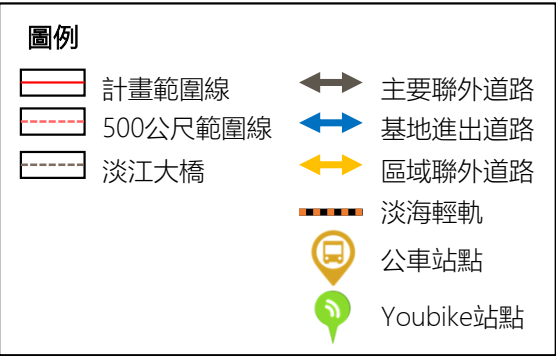 圖例
計畫範圍線
500公尺範圍線
淡江大橋
主要聯外道路
基地進出道路
區域聯外道路
淡海輕軌
公車站點
Youbike站點